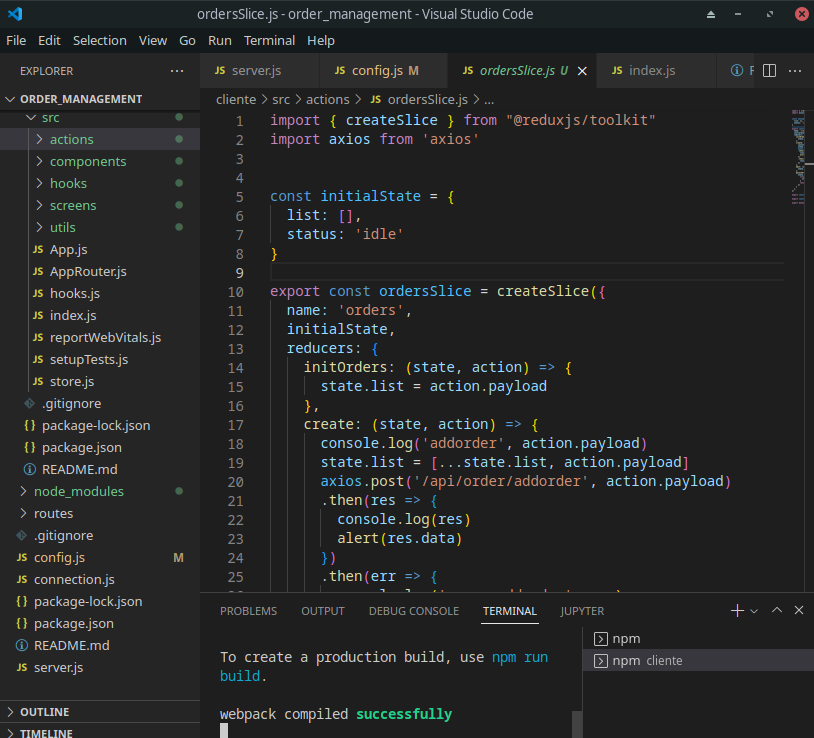 ordersSlice.js - order_management - Visual Studio Code
File Edit Selection View Go Run Terminal Help
EXPLORER
ORDER_MANAGEMENT
src
actions
components
hooks
screens
utils
JS App.js
JS AppRouter.js
JS hooks.js
JS index.js
JS reportWebVitals.js
JS setupTests.js
JS store.js
.gitignore
{} package-lock.json
{} package.json
README.md
node_modules
routes
.gitignore
JS config.js M
JS connection.js
{} package-lock.json
{} package.json
README.md
JS server.js
OUTLINE
TIMELINE
JS server.js JS config.js M JS ordersSlice.js U JS index.js
cliente > src > actions > JS ordersSlice.js > ...
1 import { createSlice } from "@reduxjs/toolkit"
2 import axios from 'axios'
3
4
5 const initialState = {
6 list: [],
7 status: 'idle'
8 }
9
10 export const ordersSlice = createSlice({
11 name: 'orders',
12 initialState,
13 reducers: {
14 initOrders: (state, action) => {
15 state.list = action.payload
16 },
17 create: (state, action) => {
18 console.log('addorder', action.payload)
19 state.list = [...state.list, action.payload]
20 axios.post('/api/order/addorder', action.payload)
21 .then(res => {
22 console.log(res)
23 alert(res.data)
24 })
25 .then(err => {
PROBLEMS OUTPUT DEBUG CONSOLE TERMINAL JUPYTER
To create a production build, use npm run
build.
webpack compiled successfully
npm
npm cliente